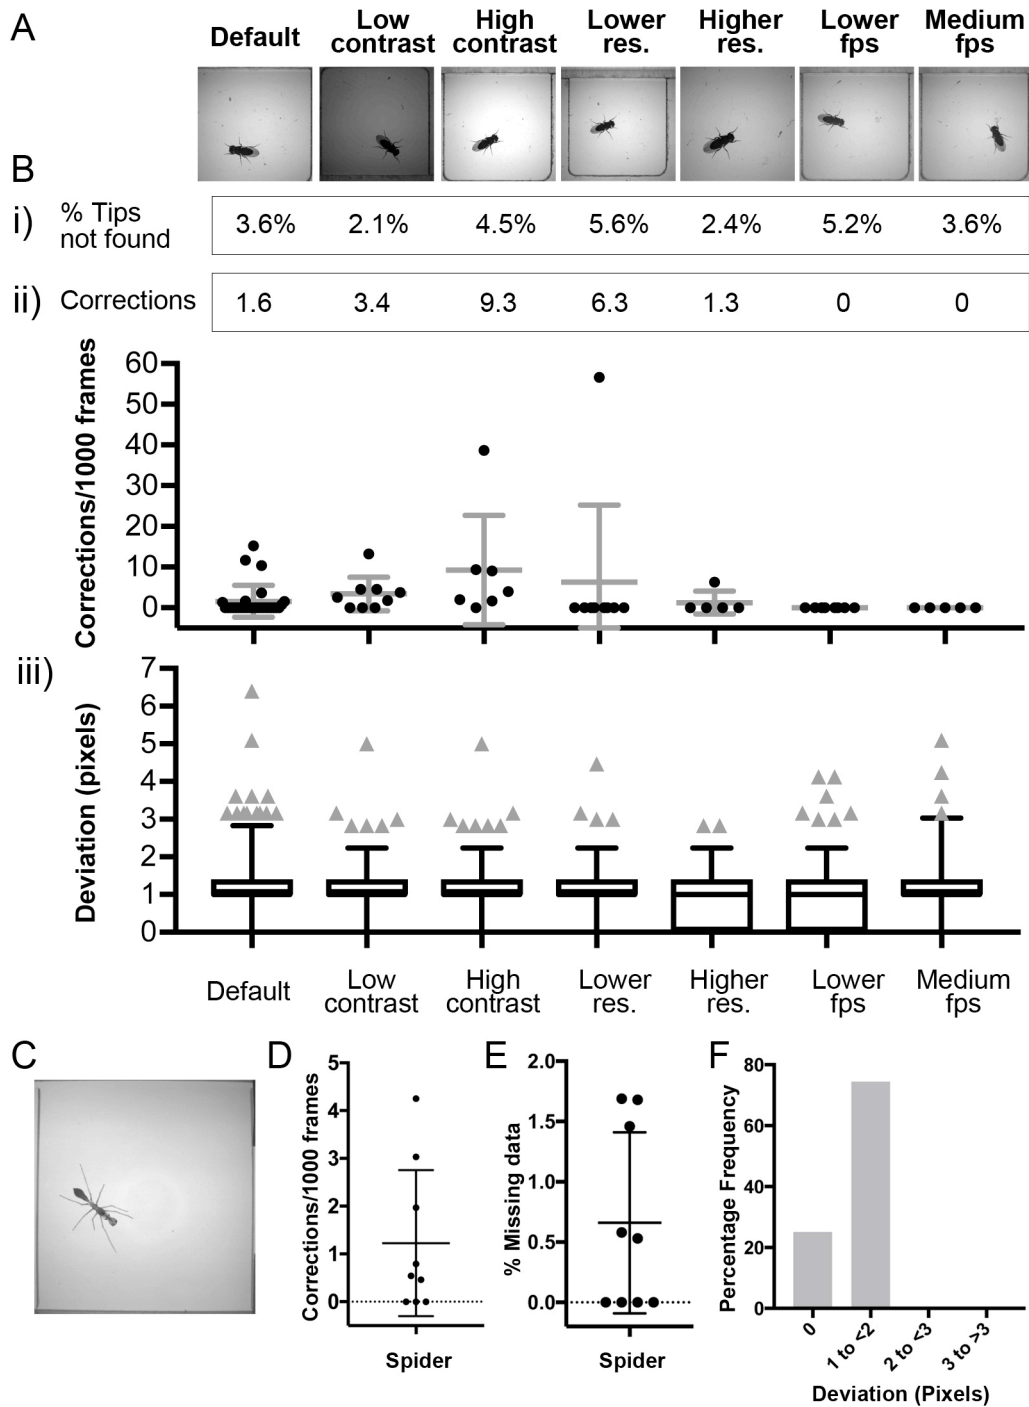 A
Default
Low contrast
High contrast
Lower res.
Higher res.
Lower fps
Medium fps
B
i)
% Tips not found
3.6% 2.1% 4.5% 5.6% 2.4% 5.2% 3.6%
ii)
Corrections
1.6 3.4 9.3 6.3 1.3 0 0
Corrections/1000 frames
60
50
40
30
20
10
0
iii)
Deviation (pixels)
7
6
5
4
3
2
1
0
Default
Low contrast
High contrast
Lower res.
Higher res.
Lower fps
Medium fps
C
D
Corrections/1000 frames
5
4
3
2
1
0
Spider
E
% Missing data
2.0
1.5
1.0
0.5
0.0
Spider
F
Percentage Frequency
80
60
40
20
0
0
1 to <2
2 to <3
3 to >3
Deviation (Pixels)